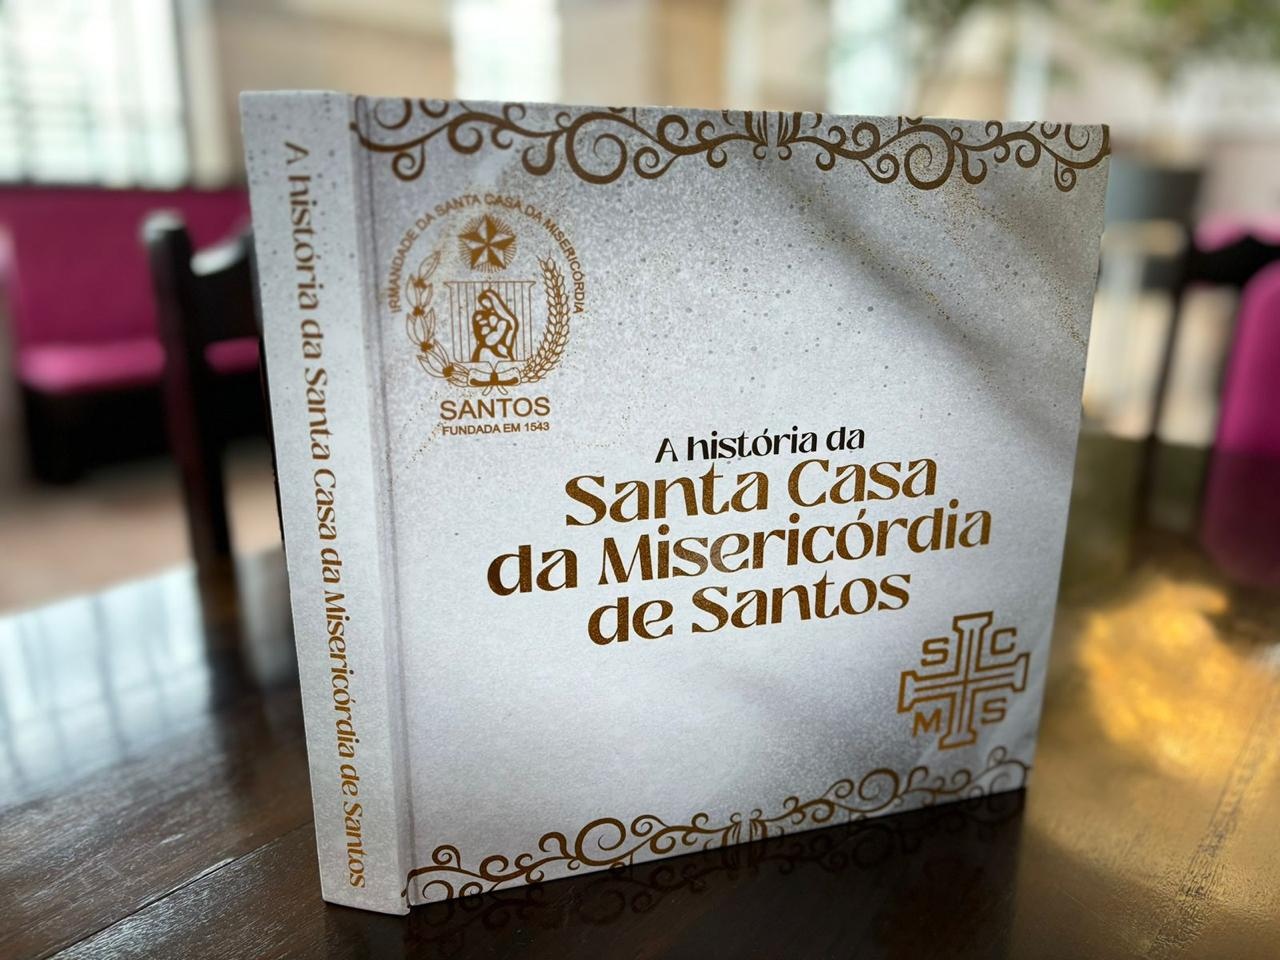 A história da Santa Casa da Misericórdia de Santos
IRMANDADE DA SANTA CASA DA MISERICÓRDIA
SANTOS
FUNDADA EM 1543
A história da
Santa Casa
da Misericórdia
de Santos
S C
M S